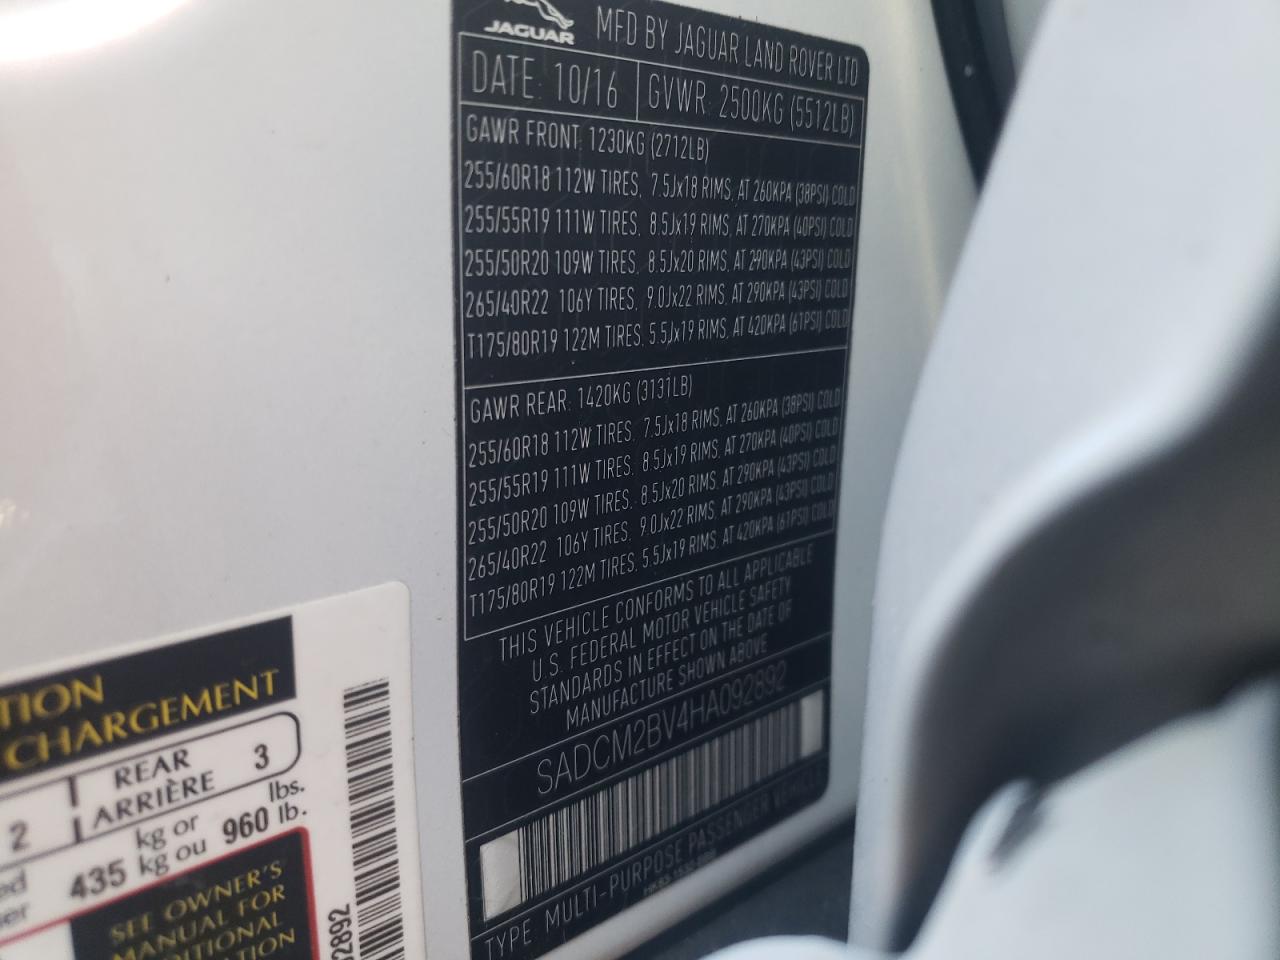 JAGUAR
MFD BY JAGUAR LAND ROVER LTD
DATE: 10/16
GVWR: 2500KG (5512LB)
GAWR FRONT: 1230KG (2712LB)
255/60R18 112W TIRES, 7.5Jx18 RIMS, AT 260KPA (38PSI) COLD
255/55R19 111W TIRES, 8.5Jx19 RIMS, AT 270KPA (40PSI) COLD
255/50R20 109W TIRES, 8.5Jx20 RIMS, AT 290KPA (43PSI) COLD
265/40R22 106Y TIRES, 9.0Jx22 RIMS, AT 290KPA (43PSI) COLD
T175/80R19 122M TIRES, 5.5Jx19 RIMS, AT 420KPA (61PSI) COLD
GAWR REAR: 1420KG (3131LB)
255/60R18 112W TIRES, 7.5Jx18 RIMS, AT 260KPA (38PSI) COLD
255/55R19 111W TIRES, 8.5Jx19 RIMS, AT 270KPA (40PSI) COLD
255/50R20 109W TIRES, 8.5Jx20 RIMS, AT 290KPA (43PSI) COLD
265/40R22 106Y TIRES, 9.0Jx22 RIMS, AT 290KPA (43PSI) COLD
T175/80R19 122M TIRES, 5.5Jx19 RIMS, AT 420KPA (61PSI) COLD
THIS VEHICLE CONFORMS TO ALL APPLICABLE
U.S. FEDERAL MOTOR VEHICLE SAFETY
STANDARDS IN EFFECT ON THE DATE OF
MANUFACTURE SHOWN ABOVE
SADCM2BV4HA092892
TYPE: MULTI-PURPOSE PASSENGER VEHICLE
TION
CHARGEMENT
2
REAR
ARRIÈRE
3
435 kg or
kg ou
960 lbs.
lb.
SEE OWNER'S
MANUAL FOR
DITIONAL
ATION
2892